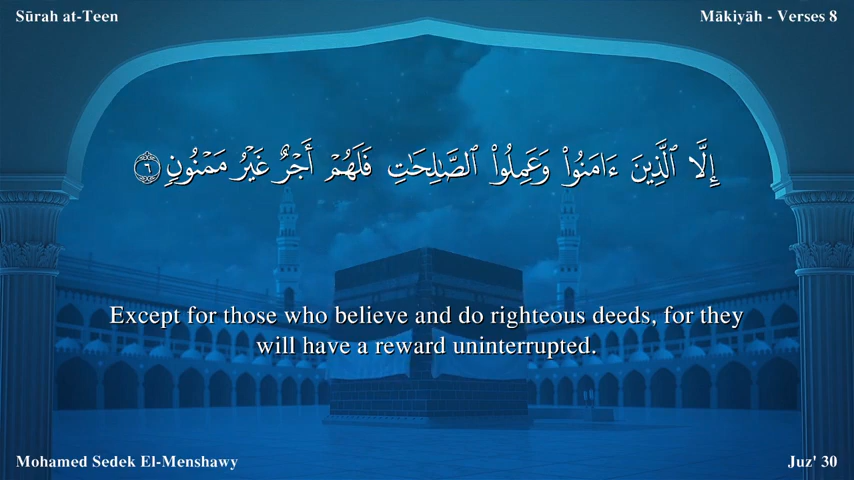 Sūrah at-Teen
Mākiyāh - Verses 8
إِلَّا ٱلَّذِينَ ءَامَنُوا۟ وَعَمِلُوا۟ ٱلصَّـٰلِحَـٰتِ فَلَهُمْ أَجْرٌ غَيْرُ مَمْنُونٍ ٦
Except for those who believe and do righteous deeds, for they
will have a reward uninterrupted.
Mohamed Sedek El-Menshawy
Juz' 30